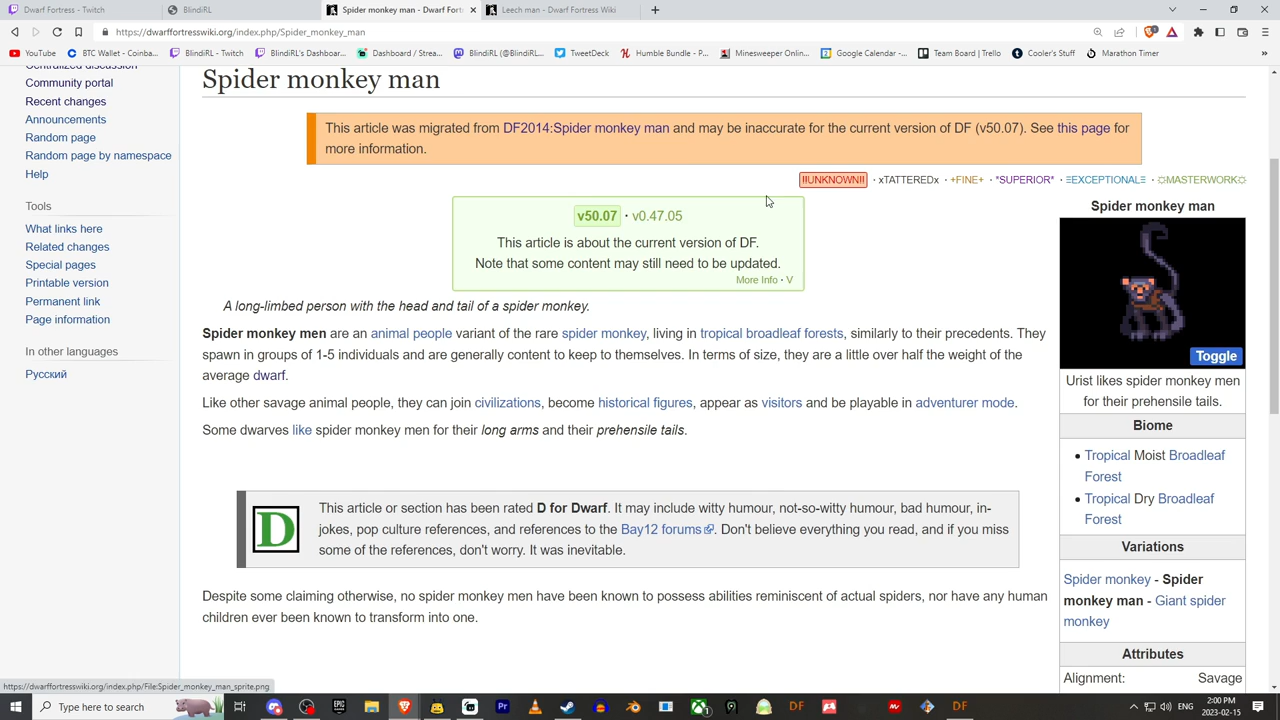 Dwarf Fortress - Twitch
BlindiRL
Spider monkey man - Dwarf Fort
Leech man - Dwarf Fortress Wiki
https://dwarffortresswiki.org/index.php/Spider_monkey_man
YouTube
BTC Wallet - Coinba...
BlindiRL - Twitch
BlindiRL's Dashboar...
Dashboard / Strea...
BlindiRL (@BlindiRL...
TweetDeck
Humble Bundle - P...
Minesweeper Onlin...
Google Calendar -...
Team Board | Trello
Cooler's Stuff
Marathon Timer
»
Centralized discussion
Community portal
Recent changes
Announcements
Random page
Random page by namespace
Help
Tools
What links here
Related changes
Special pages
Printable version
Permanent link
Page information
In other languages
Русский
Spider monkey man
This article was migrated from DF2014:Spider monkey man and may be inaccurate for the current version of DF (v50.07). See this page for
more information.
‼UNKNOWN‼ · xTATTEREDx · +FINE+ · *SUPERIOR* · ≡EXCEPTIONAL≡ · ☼MASTERWORK☼
v50.07 · v0.47.05
This article is about the current version of DF.
Note that some content may still need to be updated.
More Info · V
A long-limbed person with the head and tail of a spider monkey.
Spider monkey men are an animal people variant of the rare spider monkey, living in tropical broadleaf forests, similarly to their precedents. They
spawn in groups of 1-5 individuals and are generally content to keep to themselves. In terms of size, they are a little over half the weight of the
average dwarf.
Like other savage animal people, they can join civilizations, become historical figures, appear as visitors and be playable in adventurer mode.
Some dwarves like spider monkey men for their long arms and their prehensile tails.
D
This article or section has been rated D for Dwarf. It may include witty humour, not-so-witty humour, bad humour, in-
jokes, pop culture references, and references to the Bay12 forums. Don't believe everything you read, and if you miss
some of the references, don't worry. It was inevitable.
Despite some claiming otherwise, no spider monkey men have been known to possess abilities reminiscent of actual spiders, nor have any human
children ever been known to transform into one.
Spider monkey man
Toggle
Urist likes spider monkey men
for their prehensile tails.
Biome
Tropical Moist Broadleaf
Forest
Tropical Dry Broadleaf
Forest
Variations
Spider monkey - Spider
monkey man - Giant spider
monkey
Attributes
Alignment: Savage
https://dwarffortresswiki.org/index.php/File:Spider_monkey_man_sprite.png
Type here to search
EPIC
Pr
DF
DF
ENG
2:00 PM
2023-02-15